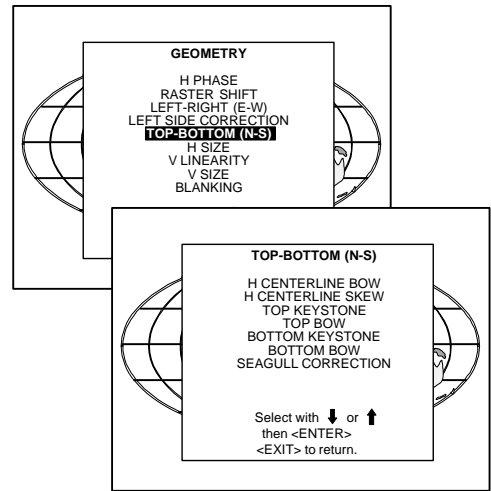 GEOMETRY
H PHASE
RASTER SHIFT
LEFT-RIGHT (E-W)
LEFT SIDE CORRECTION
TOP-BOTTOM (N-S)
H SIZE
V LINEARITY
V SIZE
BLANKING
TOP-BOTTOM (N-S)
H CENTERLINE BOW
H CENTERLINE SKEW
TOP KEYSTONE
TOP BOW
BOTTOM KEYSTONE
BOTTOM BOW
SEAGULL CORRECTION
Select with ⬇ or ⬆
then <ENTER>
<EXIT> to return.